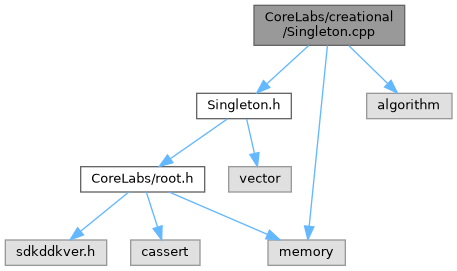 CoreLabs/creational
/Singleton.cpp
Singleton.h
algorithm
CoreLabs/root.h
vector
sdkddkver.h
cassert
memory